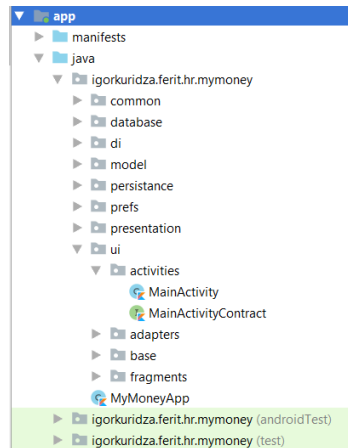 app
manifests
java
igorkuridza.ferit.hr.mymoney
common
database
di
model
persistance
prefs
presentation
ui
activities
MainActivity
MainActivityContract
adapters
base
fragments
MyMoneyApp
igorkuridza.ferit.hr.mymoney (androidTest)
igorkuridza.ferit.hr.mymoney (test)